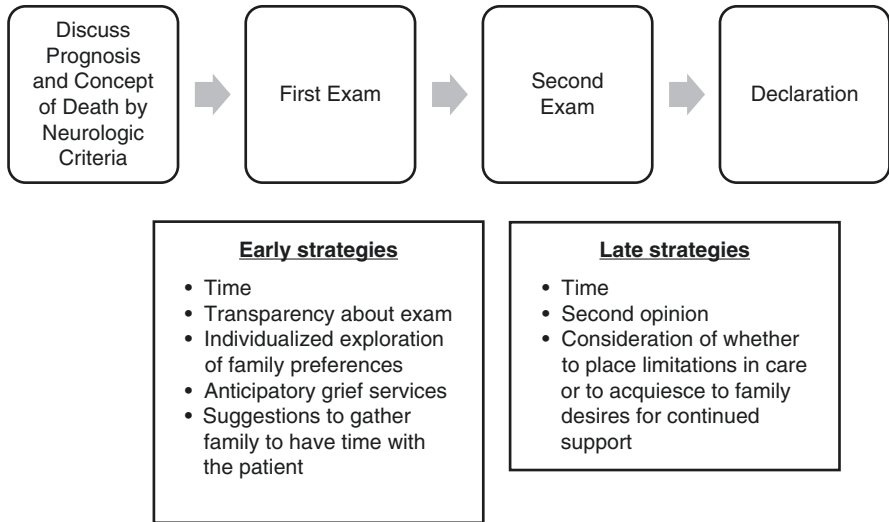 Discuss
Prognosis
and Concept
of Death by
Neurologic
Criteria
First Exam
Second
Exam
Declaration
Early strategies
• Time
• Transparency about exam
• Individualized exploration
of family preferences
• Anticipatory grief services
• Suggestions to gather
family to have time with
the patient
Late strategies
• Time
• Second opinion
• Consideration of whether
to place limitations in care
or to acquiesce to family
desires for continued
support